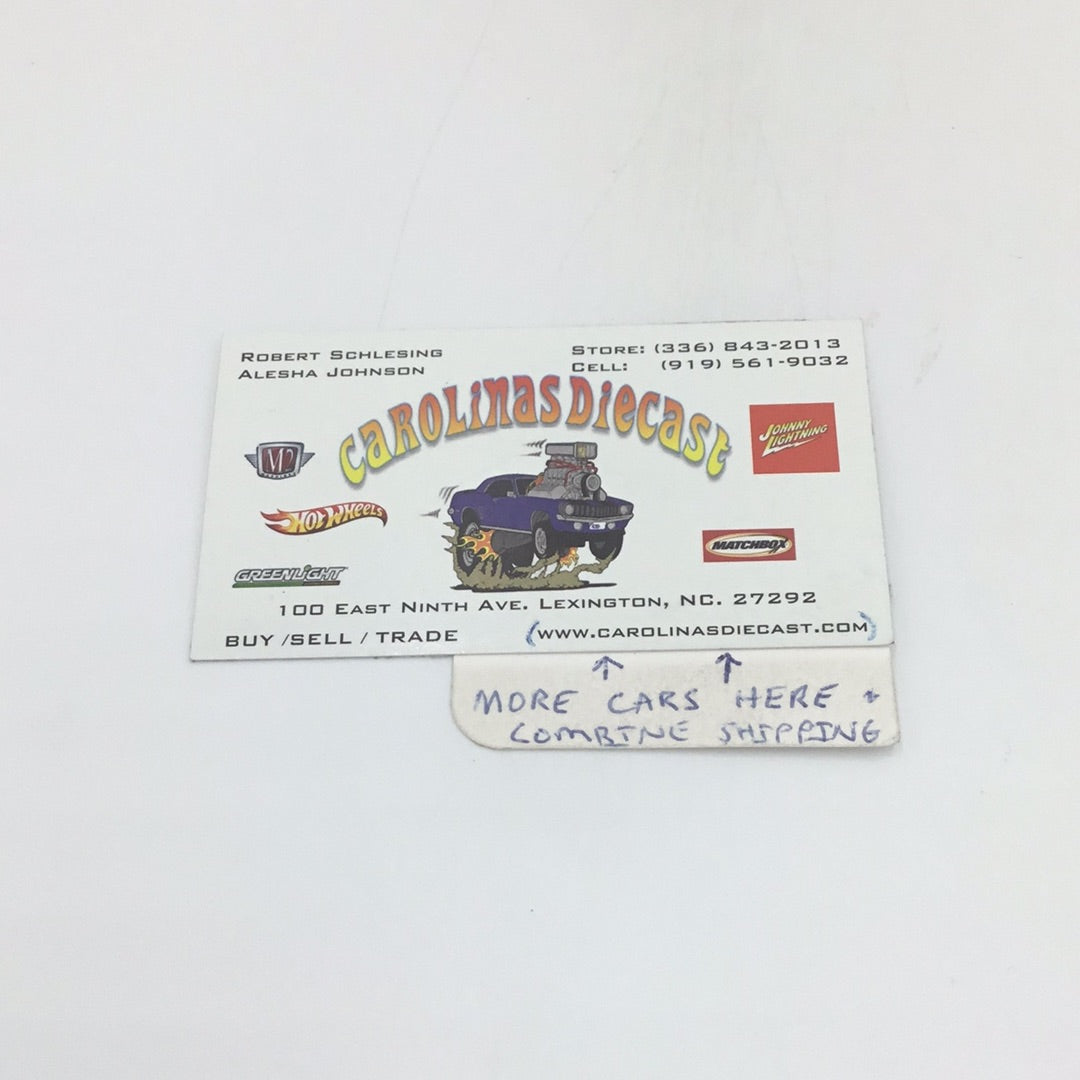 ROBERT SCHLESING
ALESHA JOHNSON
STORE: (336) 843-2013
CELL: (919) 561-9032
CAROLINAS DIECAST
M2
JOHNNY LIGHTNING
HOT WHEELS
MATCHBOX
GREENLIGHT
100 EAST NINTH AVE. LEXINGTON, NC. 27292
BUY /SELL / TRADE
(WWW.CAROLINASDIECAST.COM)
↑ ↑
MORE CARS HERE +
COMBINE SHIPPING